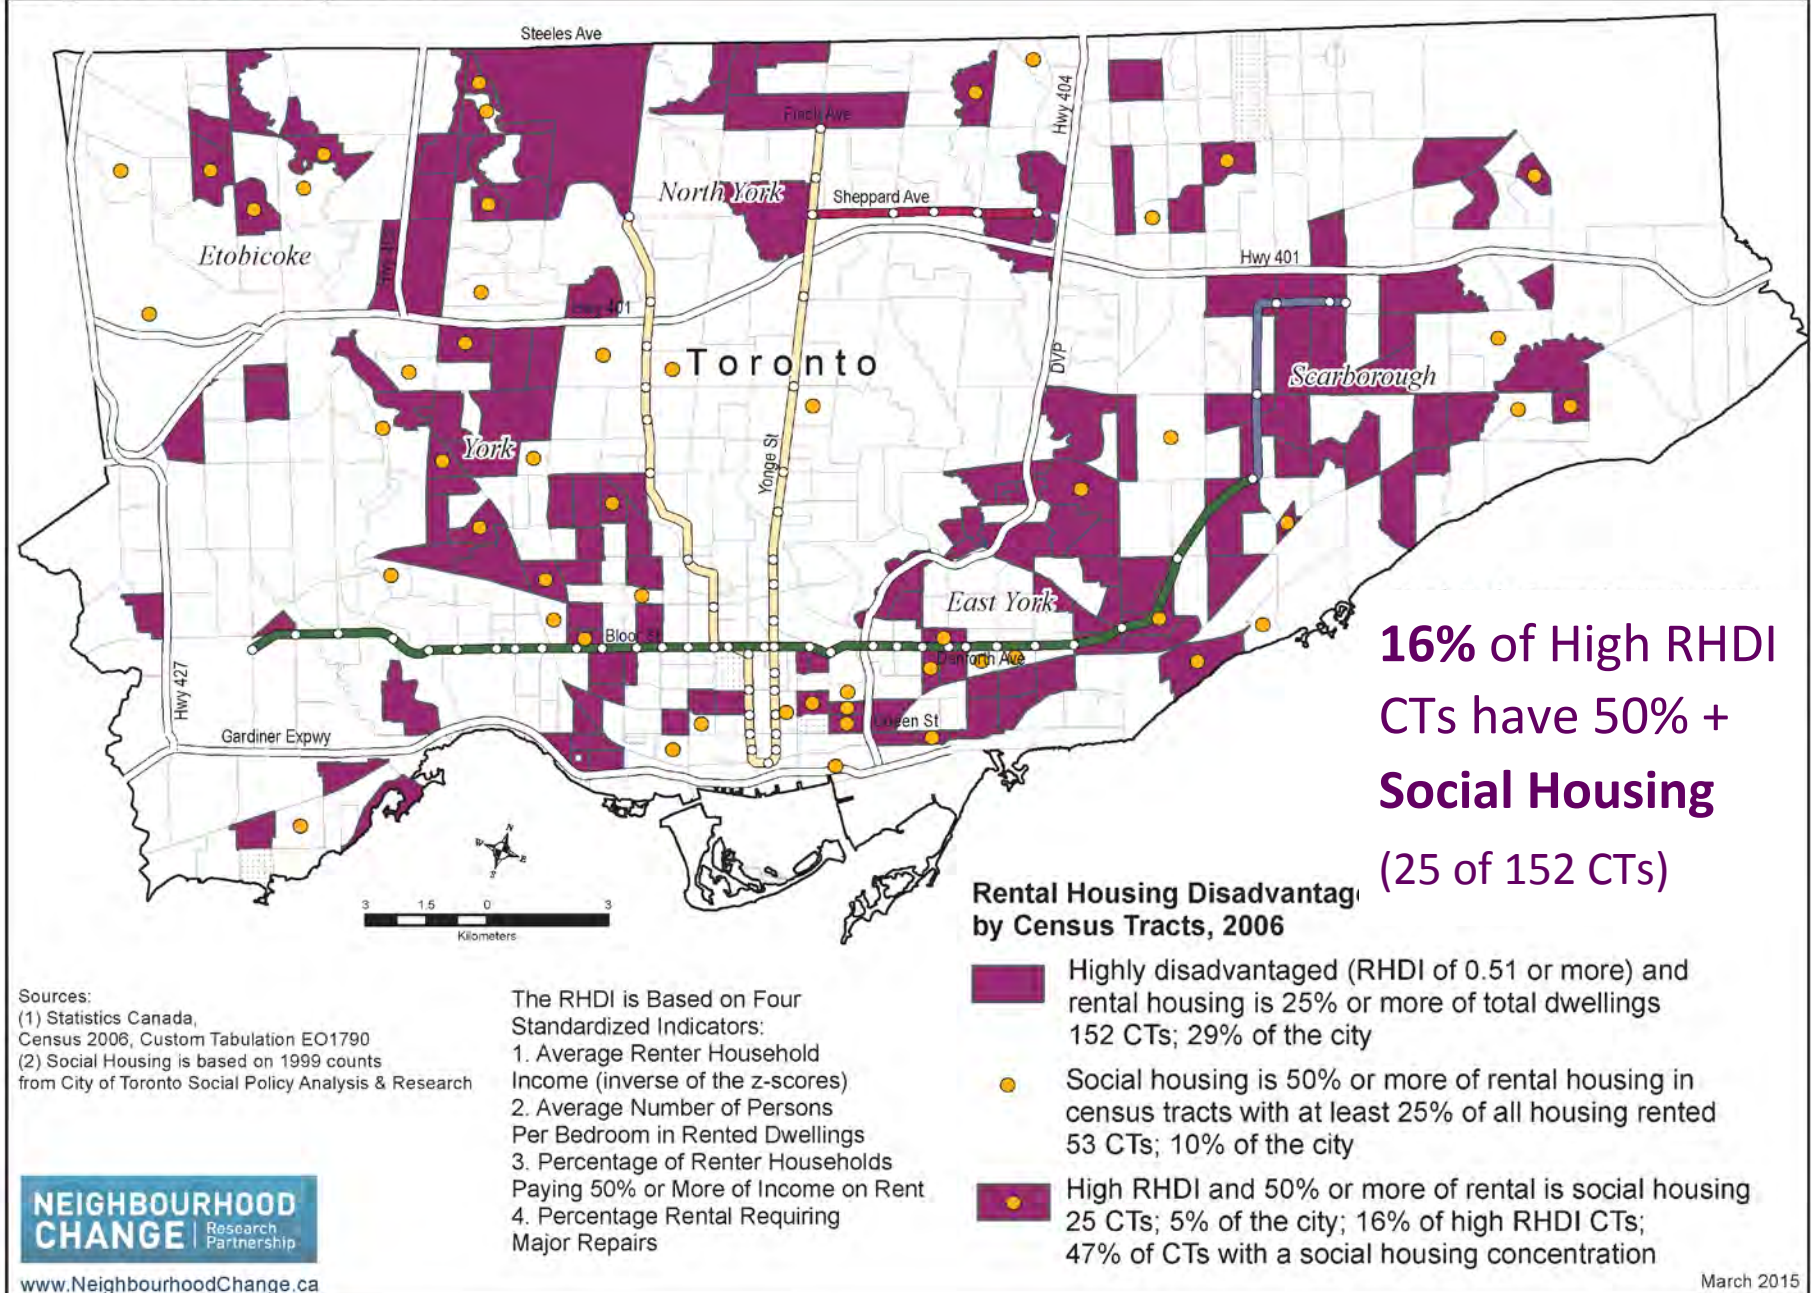 Steeles Ave
Hwy 404
Finch Ave
North York
Sheppard Ave
Etobicoke
Hwy 401
Hwy 401
Toronto
DVP
Scarborough
York
Yonge St
East York
Bloor St
Danforth Ave
Hwy 427
Queen St
Gardiner Expwy
N
W E
S
3 1.5 0 3
Kilometers
16% of High RHDI
CTs have 50% +
Social Housing
(25 of 152 CTs)
Rental Housing Disadvantag
by Census Tracts, 2006
Highly disadvantaged (RHDI of 0.51 or more) and
rental housing is 25% or more of total dwellings
152 CTs; 29% of the city
Social housing is 50% or more of rental housing in
census tracts with at least 25% of all housing rented
53 CTs; 10% of the city
High RHDI and 50% or more of rental is social housing
25 CTs; 5% of the city; 16% of high RHDI CTs;
47% of CTs with a social housing concentration
Sources:
(1) Statistics Canada,
Census 2006, Custom Tabulation EO1790
(2) Social Housing is based on 1999 counts
from City of Toronto Social Policy Analysis & Research
The RHDI is Based on Four
Standardized Indicators:
1. Average Renter Household
Income (inverse of the z-scores)
2. Average Number of Persons
Per Bedroom in Rented Dwellings
3. Percentage of Renter Households
Paying 50% or More of Income on Rent
4. Percentage Rental Requiring
Major Repairs
NEIGHBOURHOOD
CHANGE Research
Partnership
www.NeighbourhoodChange.ca
March 2015